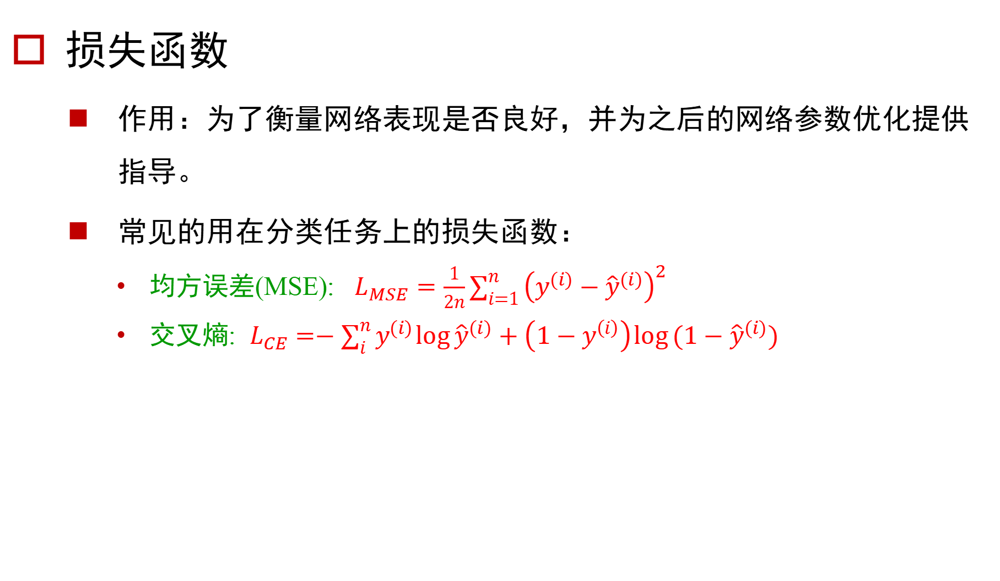 损失函数
作用：为了衡量网络表现是否良好，并为之后的网络参数优化提供
指导。
常见的用在分类任务上的损失函数：
• 均方误差(MSE): $L_{MSE} = \frac{1}{2n}\sum_{i=1}^{n}\left(y^{(i)} - \hat{y}^{(i)}\right)^2$
• 交叉熵: $L_{CE} = -\sum_{i}^{n} y^{(i)} \log \hat{y}^{(i)} + \left(1 - y^{(i)}\right) \log (1 - \hat{y}^{(i)})$